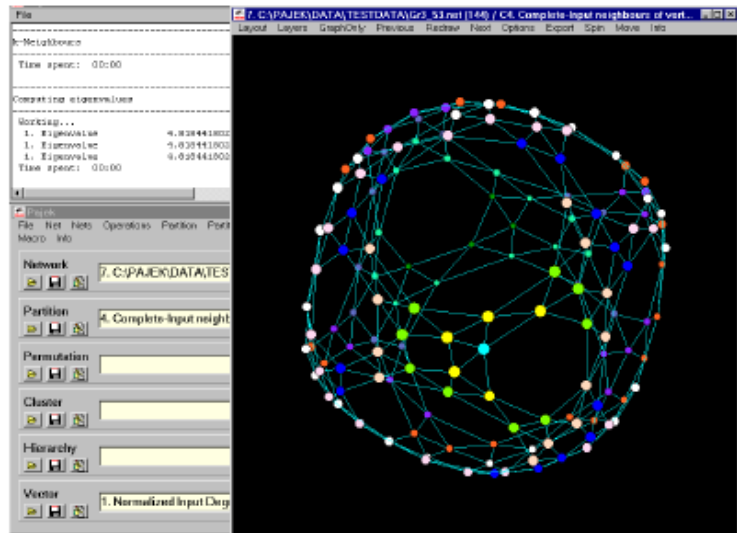 File
k-Neighbours
Time spent: 00:00
Computing eigenvalues
Working...
1. Eigenvalue
1. Eigenvalue
1. Eigenvalue
Time spent: 00:00
Pajek
File Net Nets Operations Partition
Macro Info
Network
7. C:\PAJEK\DATA\TES
Partition
4. Complete-Input neight
Permutation
Cluster
Hierarchy
Vector
1. Normalized Input Deg
7. C:\PAJEK\DATA\TESTDATA\Gr3_53.net (144) / C4. Complete-Input neighbours of vert...
Layout Layers GraphOnly Previous Redraw Next Options Export Spin Move Info